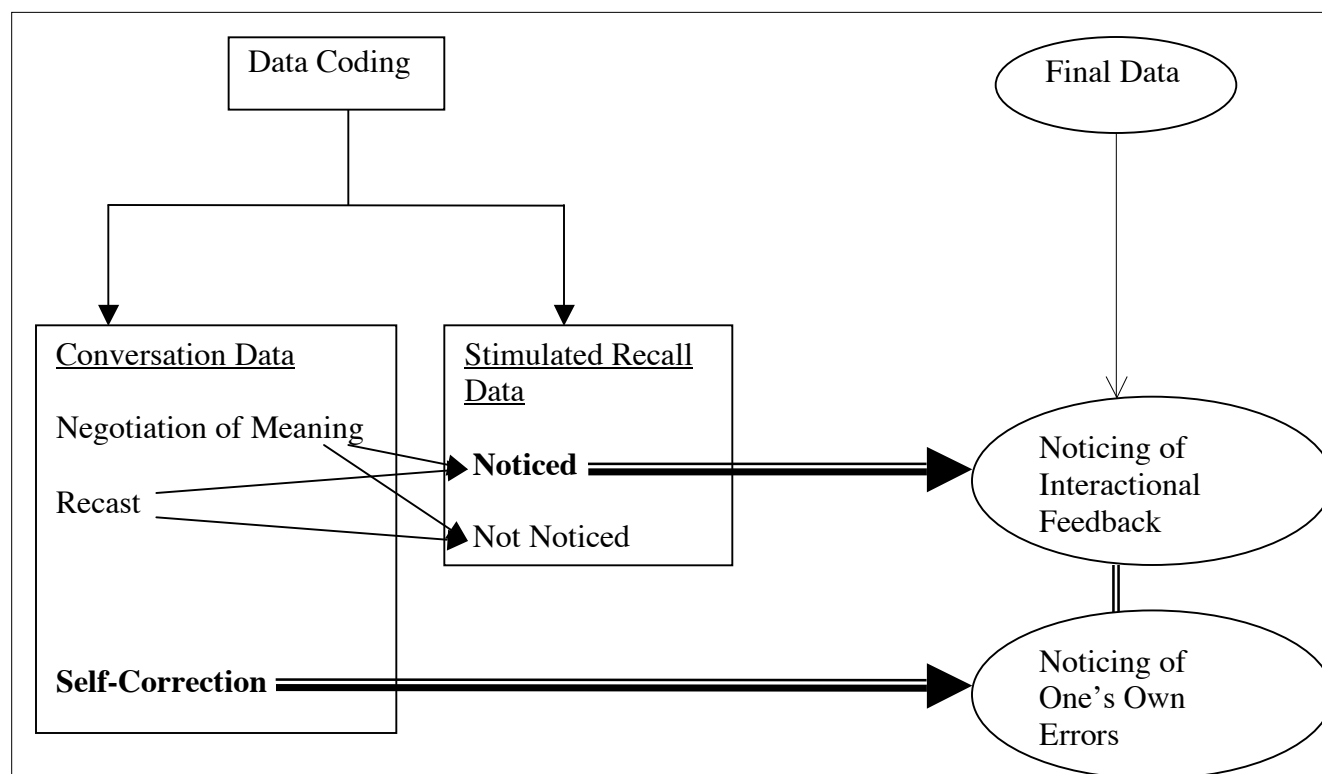 Data Coding
Final Data
Conversation Data
Negotiation of Meaning
Recast
Self-Correction
Stimulated Recall
Data
Noticed
Not Noticed
Noticing of
Interactional
Feedback
Noticing of
One's Own
Errors